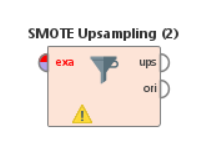 SMOTE Upsampling (2)
exa ups
ori